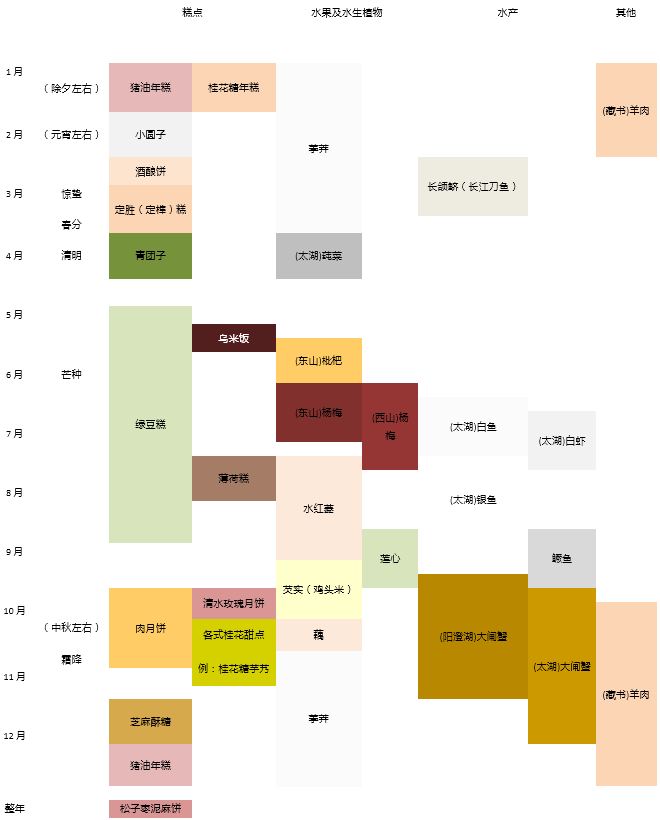 糕点 水果及水生植物 水产 其他
1月
（除夕左右）
猪油年糕
桂花糖年糕
荸荠
(藏书)羊肉
2月
（元宵左右）
小圆子
酒酿饼
长颌鲚（长江刀鱼）
3月
惊蛰
定胜（定榫）糕
春分
4月
清明
青团子
(太湖)莼菜
5月
乌米饭
(东山)枇杷
6月
芒种
(东山)杨梅
(西山)杨
梅
绿豆糕
(太湖)白鱼
7月
(太湖)白虾
薄荷糕
8月
(太湖)银鱼
水红菱
9月
莲心
鳜鱼
芡实（鸡头米）
清水玫瑰月饼
10月
（中秋左右）
肉月饼
各式桂花甜点
藕
(阳澄湖)大闸蟹
霜降
例：桂花糖芋艿
(太湖)大闸蟹
11月
(藏书)羊肉
芝麻酥糖
荸荠
12月
猪油年糕
整年
松子枣泥麻饼